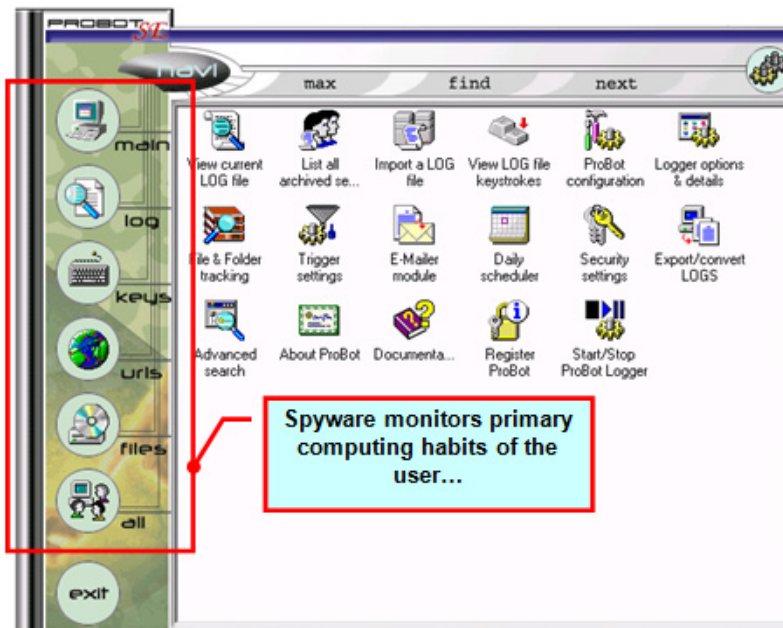 PROBOT SE
navi
max find next
main
log
keys
urls
files
all
exit
View current
LOG file
List all
archived se...
Import a LOG
file
View LOG file
keystrokes
ProBot
configuration
Logger options
& details
File & Folder
tracking
Trigger
settings
E-Mailer
module
Daily
scheduler
Security
settings
Export/convert
LOGS
Advanced
search
About ProBot
Documenta...
Register
ProBot
Start/Stop
ProBot Logger
Spyware monitors primary
computing habits of the
user...